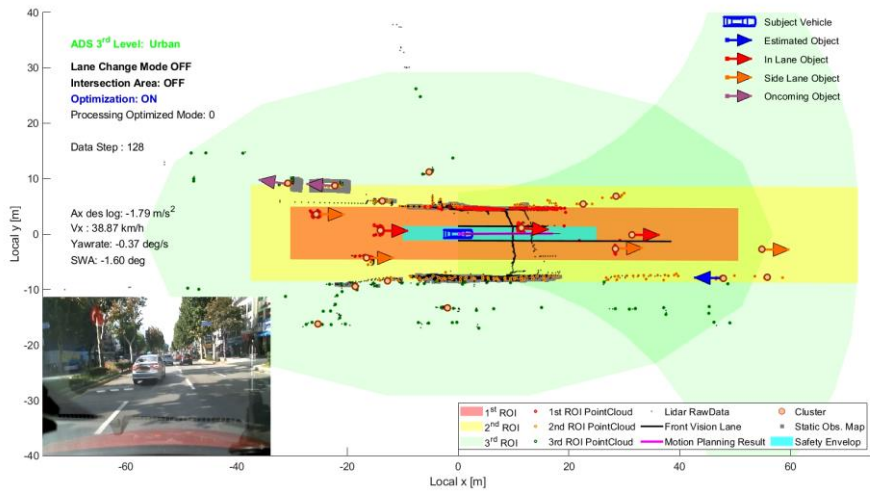 ADS 3rd Level: Urban
Lane Change Mode OFF
Intersection Area: OFF
Optimization: ON
Processing Optimized Mode: 0
Data Step : 128
Ax des log: -1.79 m/s2
Vx : 38.87 km/h
Yawrate: -0.37 deg/s
SWA: -1.60 deg
Subject Vehicle
Estimated Object
In Lane Object
Side Lane Object
Oncoming Object
40
30
20
10
0
-10
-20
-30
-40
Local y [m]
1st ROI
2nd ROI
3rd ROI
1st ROI PointCloud
2nd ROI PointCloud
3rd ROI PointCloud
Lidar RawData
Front Vision Lane
Motion Planning Result
Cluster
Static Obs. Map
Safety Envelop
-60 -40 -20 0 20 40 60
Local x [m]